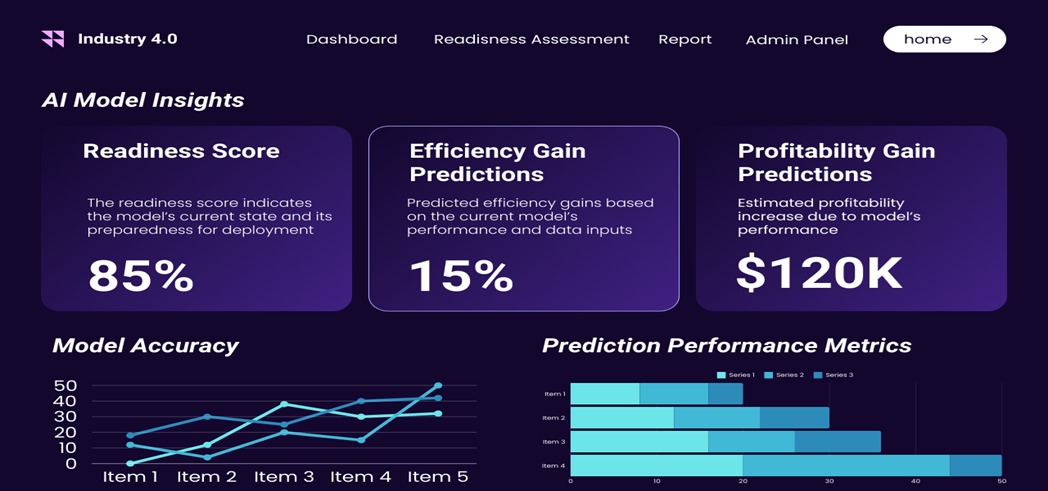 Industry 4.0
Dashboard
Readisness Assessment
Report
Admin Panel
home
AI Model Insights
Readiness Score
The readiness score indicates
the model's current state and its
preparedness for deployment
85%
Efficiency Gain
Predictions
Predicted efficiency gains based
on the current model's
performance and data inputs
15%
Profitability Gain
Predictions
Estimated profitability
increase due to model's
performance
$120K
Model Accuracy
50
40
30
20
10
0
Item 1 Item 2 Item 3 Item 4 Item 5
Prediction Performance Metrics
Series 1 Series 2 Series 3
Item 1
Item 2
Item 3
Item 4
0 10 20 30 40 50